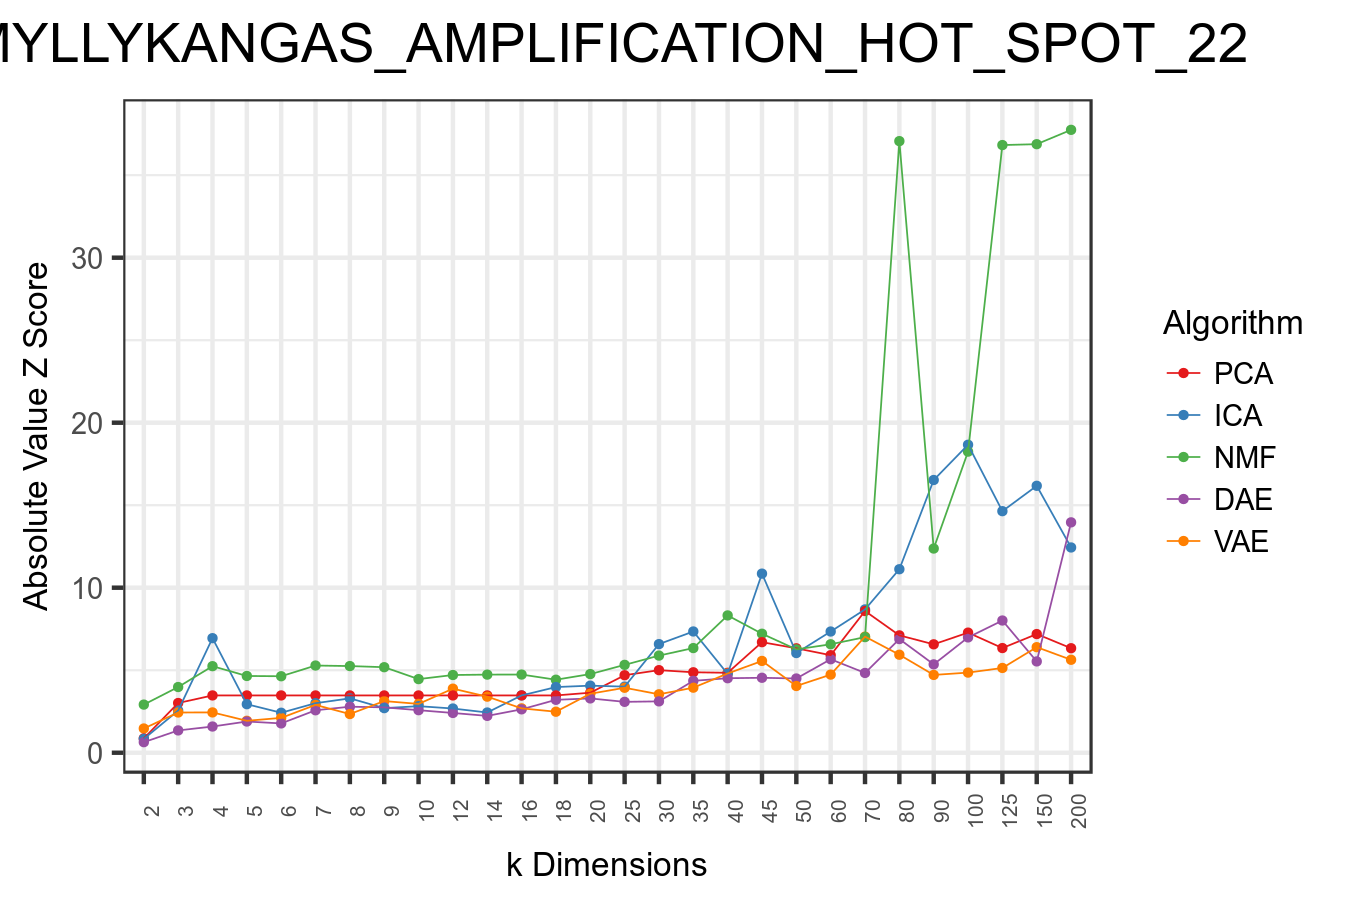 MYLLYKANGAS_AMPLIFICATION_HOT_SPOT_22
Absolute Value Z Score
30
20
10
0
2 3 4 5 6 7 8 9 10 12 14 16 18 20 25 30 35 40 45 50 60 70 80 90 100 125 150 200
k Dimensions
Algorithm
PCA
ICA
NMF
DAE
VAE